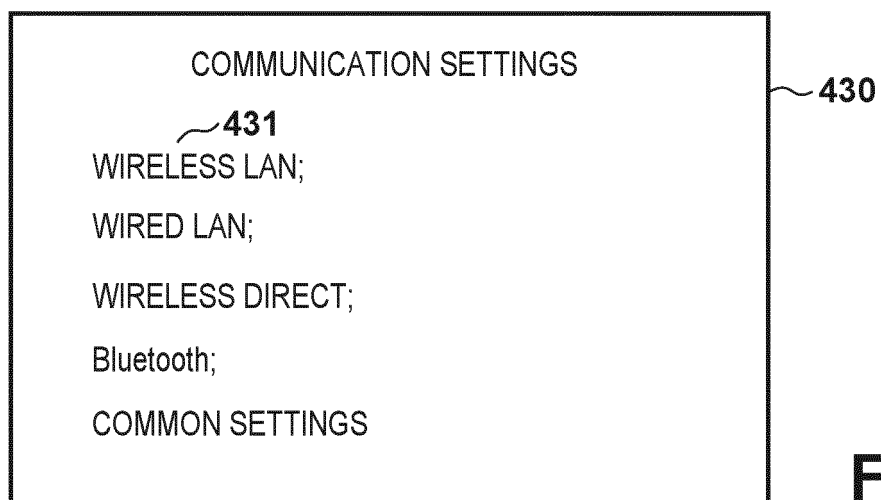 COMMUNICATION SETTINGS
430
431
WIRELESS LAN;
WIRED LAN;
WIRELESS DIRECT;
Bluetooth;
COMMON SETTINGS
F